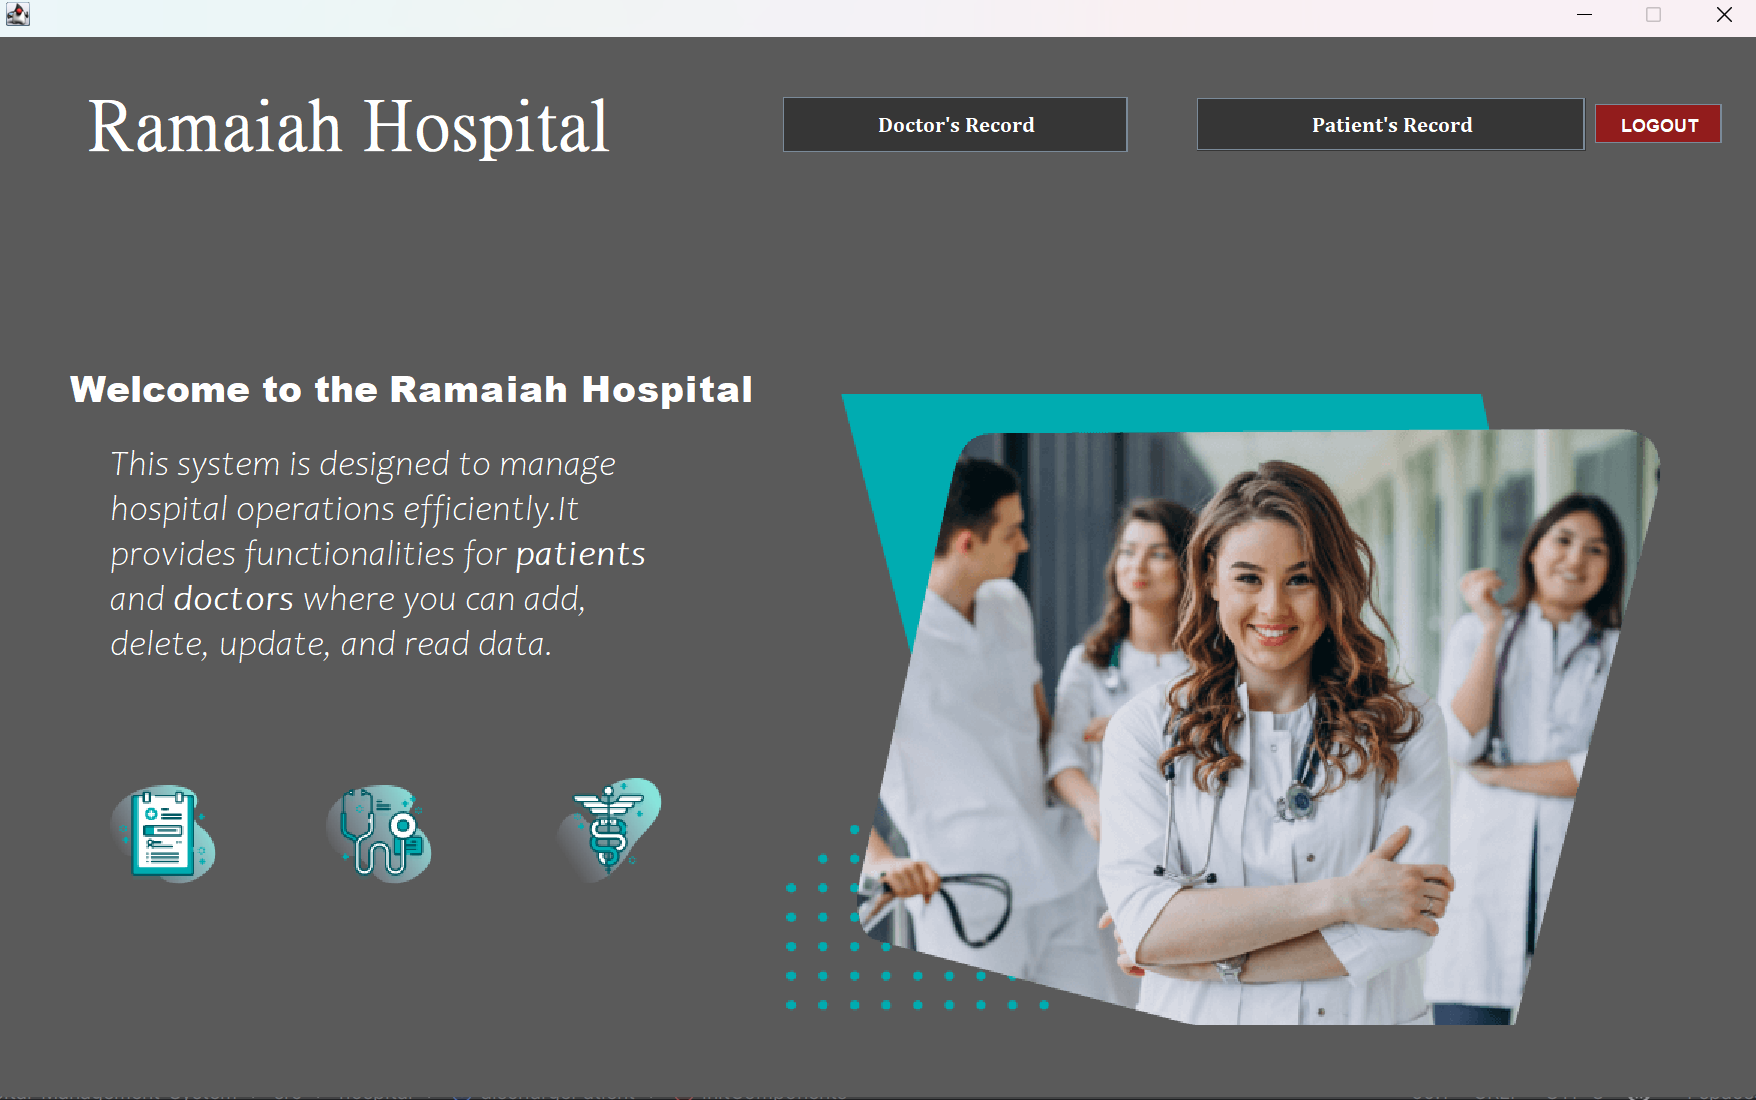 Ramaiah Hospital
Doctor's Record
Patient's Record
LOGOUT
Welcome to the Ramaiah Hospital
This system is designed to manage
hospital operations efficiently.It
provides functionalities for patients
and doctors where you can add,
delete, update, and read data.